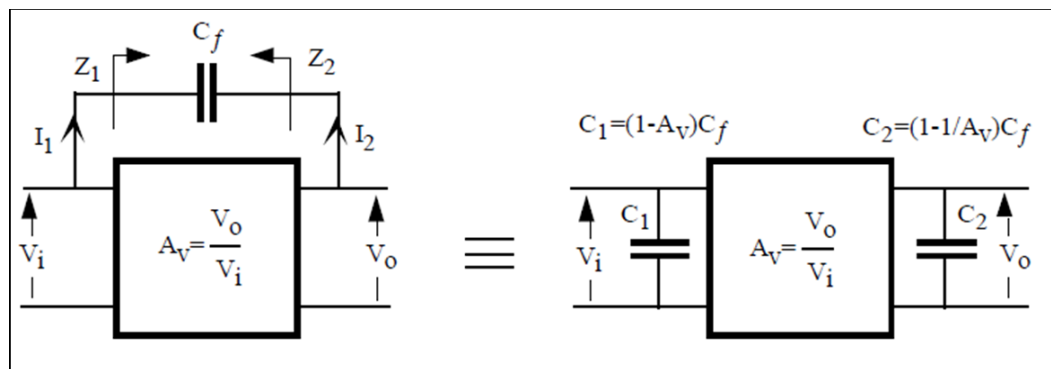 C_f
Z_1 Z_2
I_1 I_2
C_1=(1-A_v)C_f C_2=(1-1/A_v)C_f
V_i A_v=V_o/V_i V_o
V_i C_1 A_v=V_o/V_i C_2 V_o